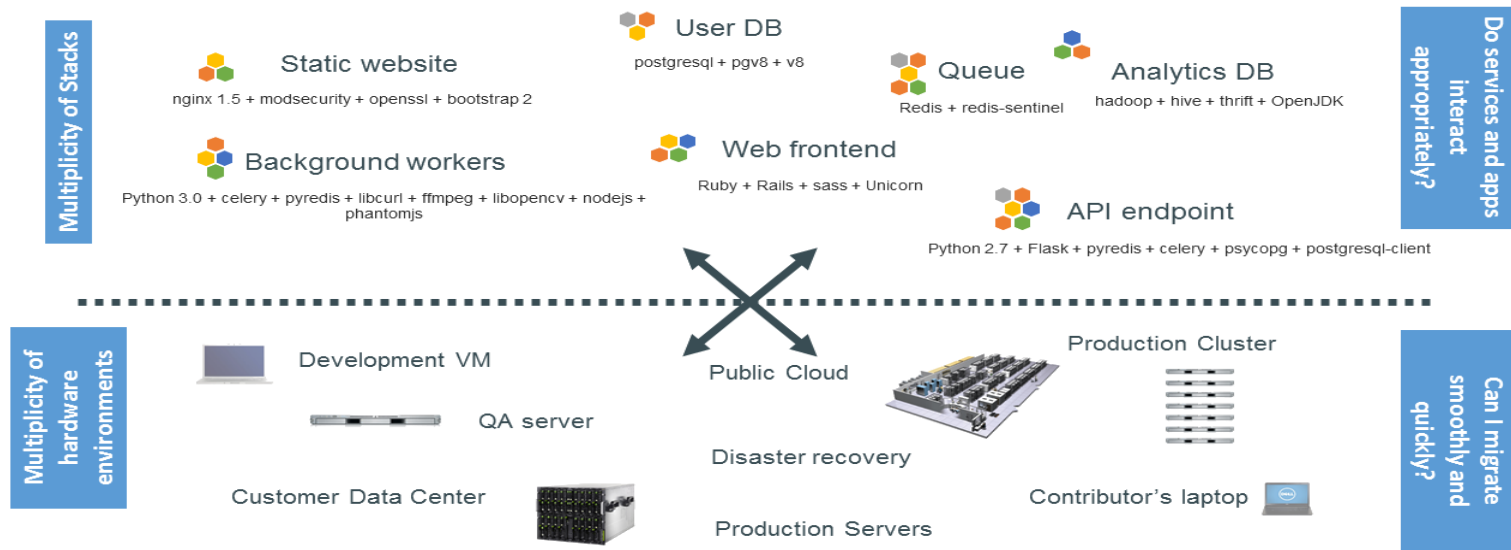 Multiplicity of Stacks
Static website
nginx 1.5 + modsecurity + openssl + bootstrap 2
Background workers
Python 3.0 + celery + pyredis + libcurl + ffmpeg + libopencv + nodejs +
phantomjs
User DB
postgresql + pgv8 + v8
Web frontend
Ruby + Rails + sass + Unicorn
Queue
Redis + redis-sentinel
Analytics DB
hadoop + hive + thrift + OpenJDK
API endpoint
Python 2.7 + Flask + pyredis + celery + psycopg + postgresql-client
Do services and apps
interact
appropriately?
Multiplicity of
hardware
environments
Development VM
QA server
Customer Data Center
Public Cloud
Disaster recovery
Production Servers
Production Cluster
Contributor's laptop
DELL
Can I migrate
smoothly and
quickly?